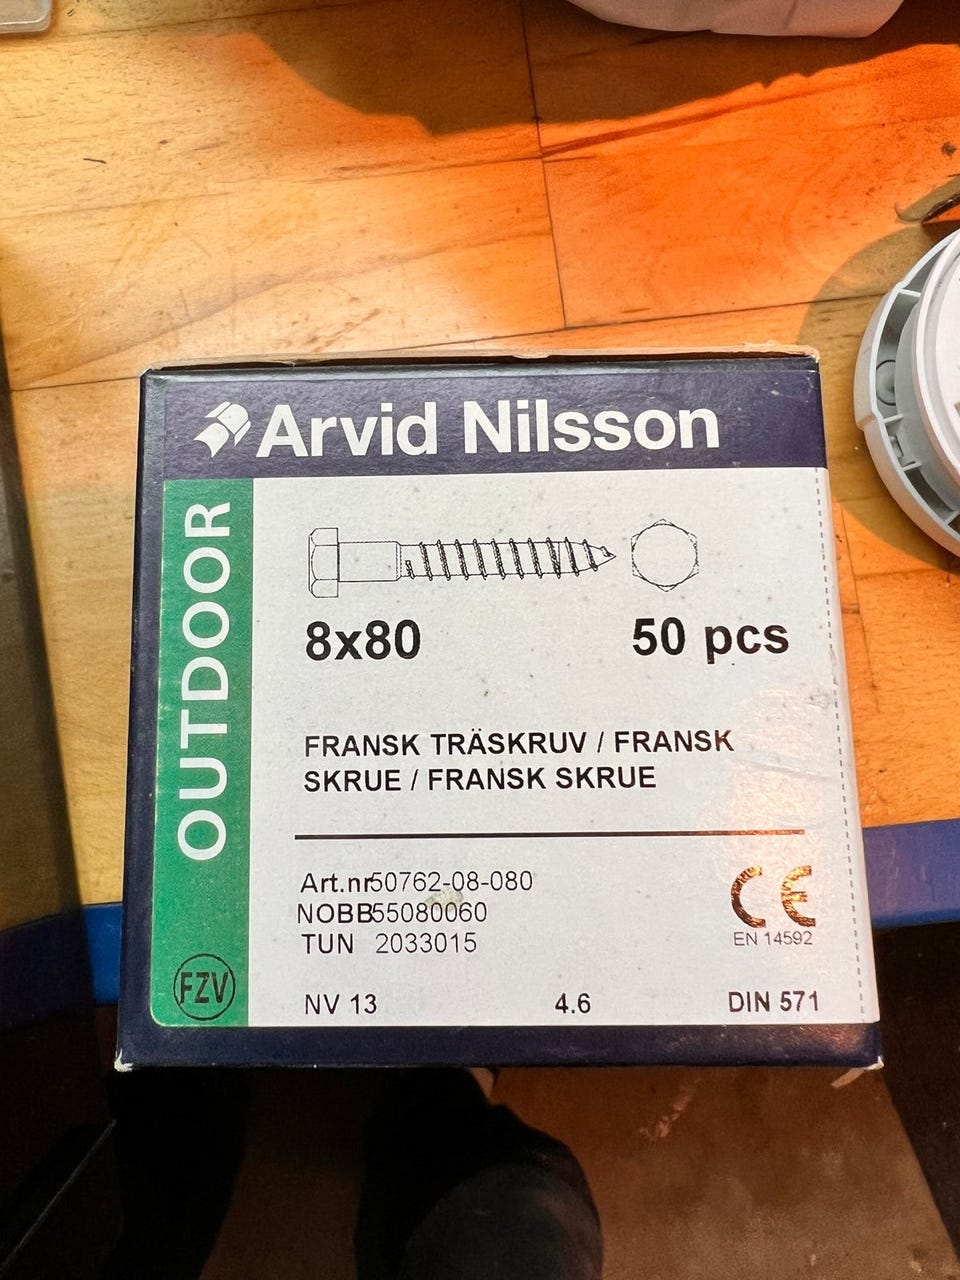 Arvid Nilsson
OUTDOOR
8x80
50 pcs
FRANSK TRÄSKRUV / FRANSK
SKRUE / FRANSK SKRUE
Art.nr50762-08-080
NOBB55080060
TUN 2033015
CE
EN 14592
FZV
NV 13
4.6
DIN 571